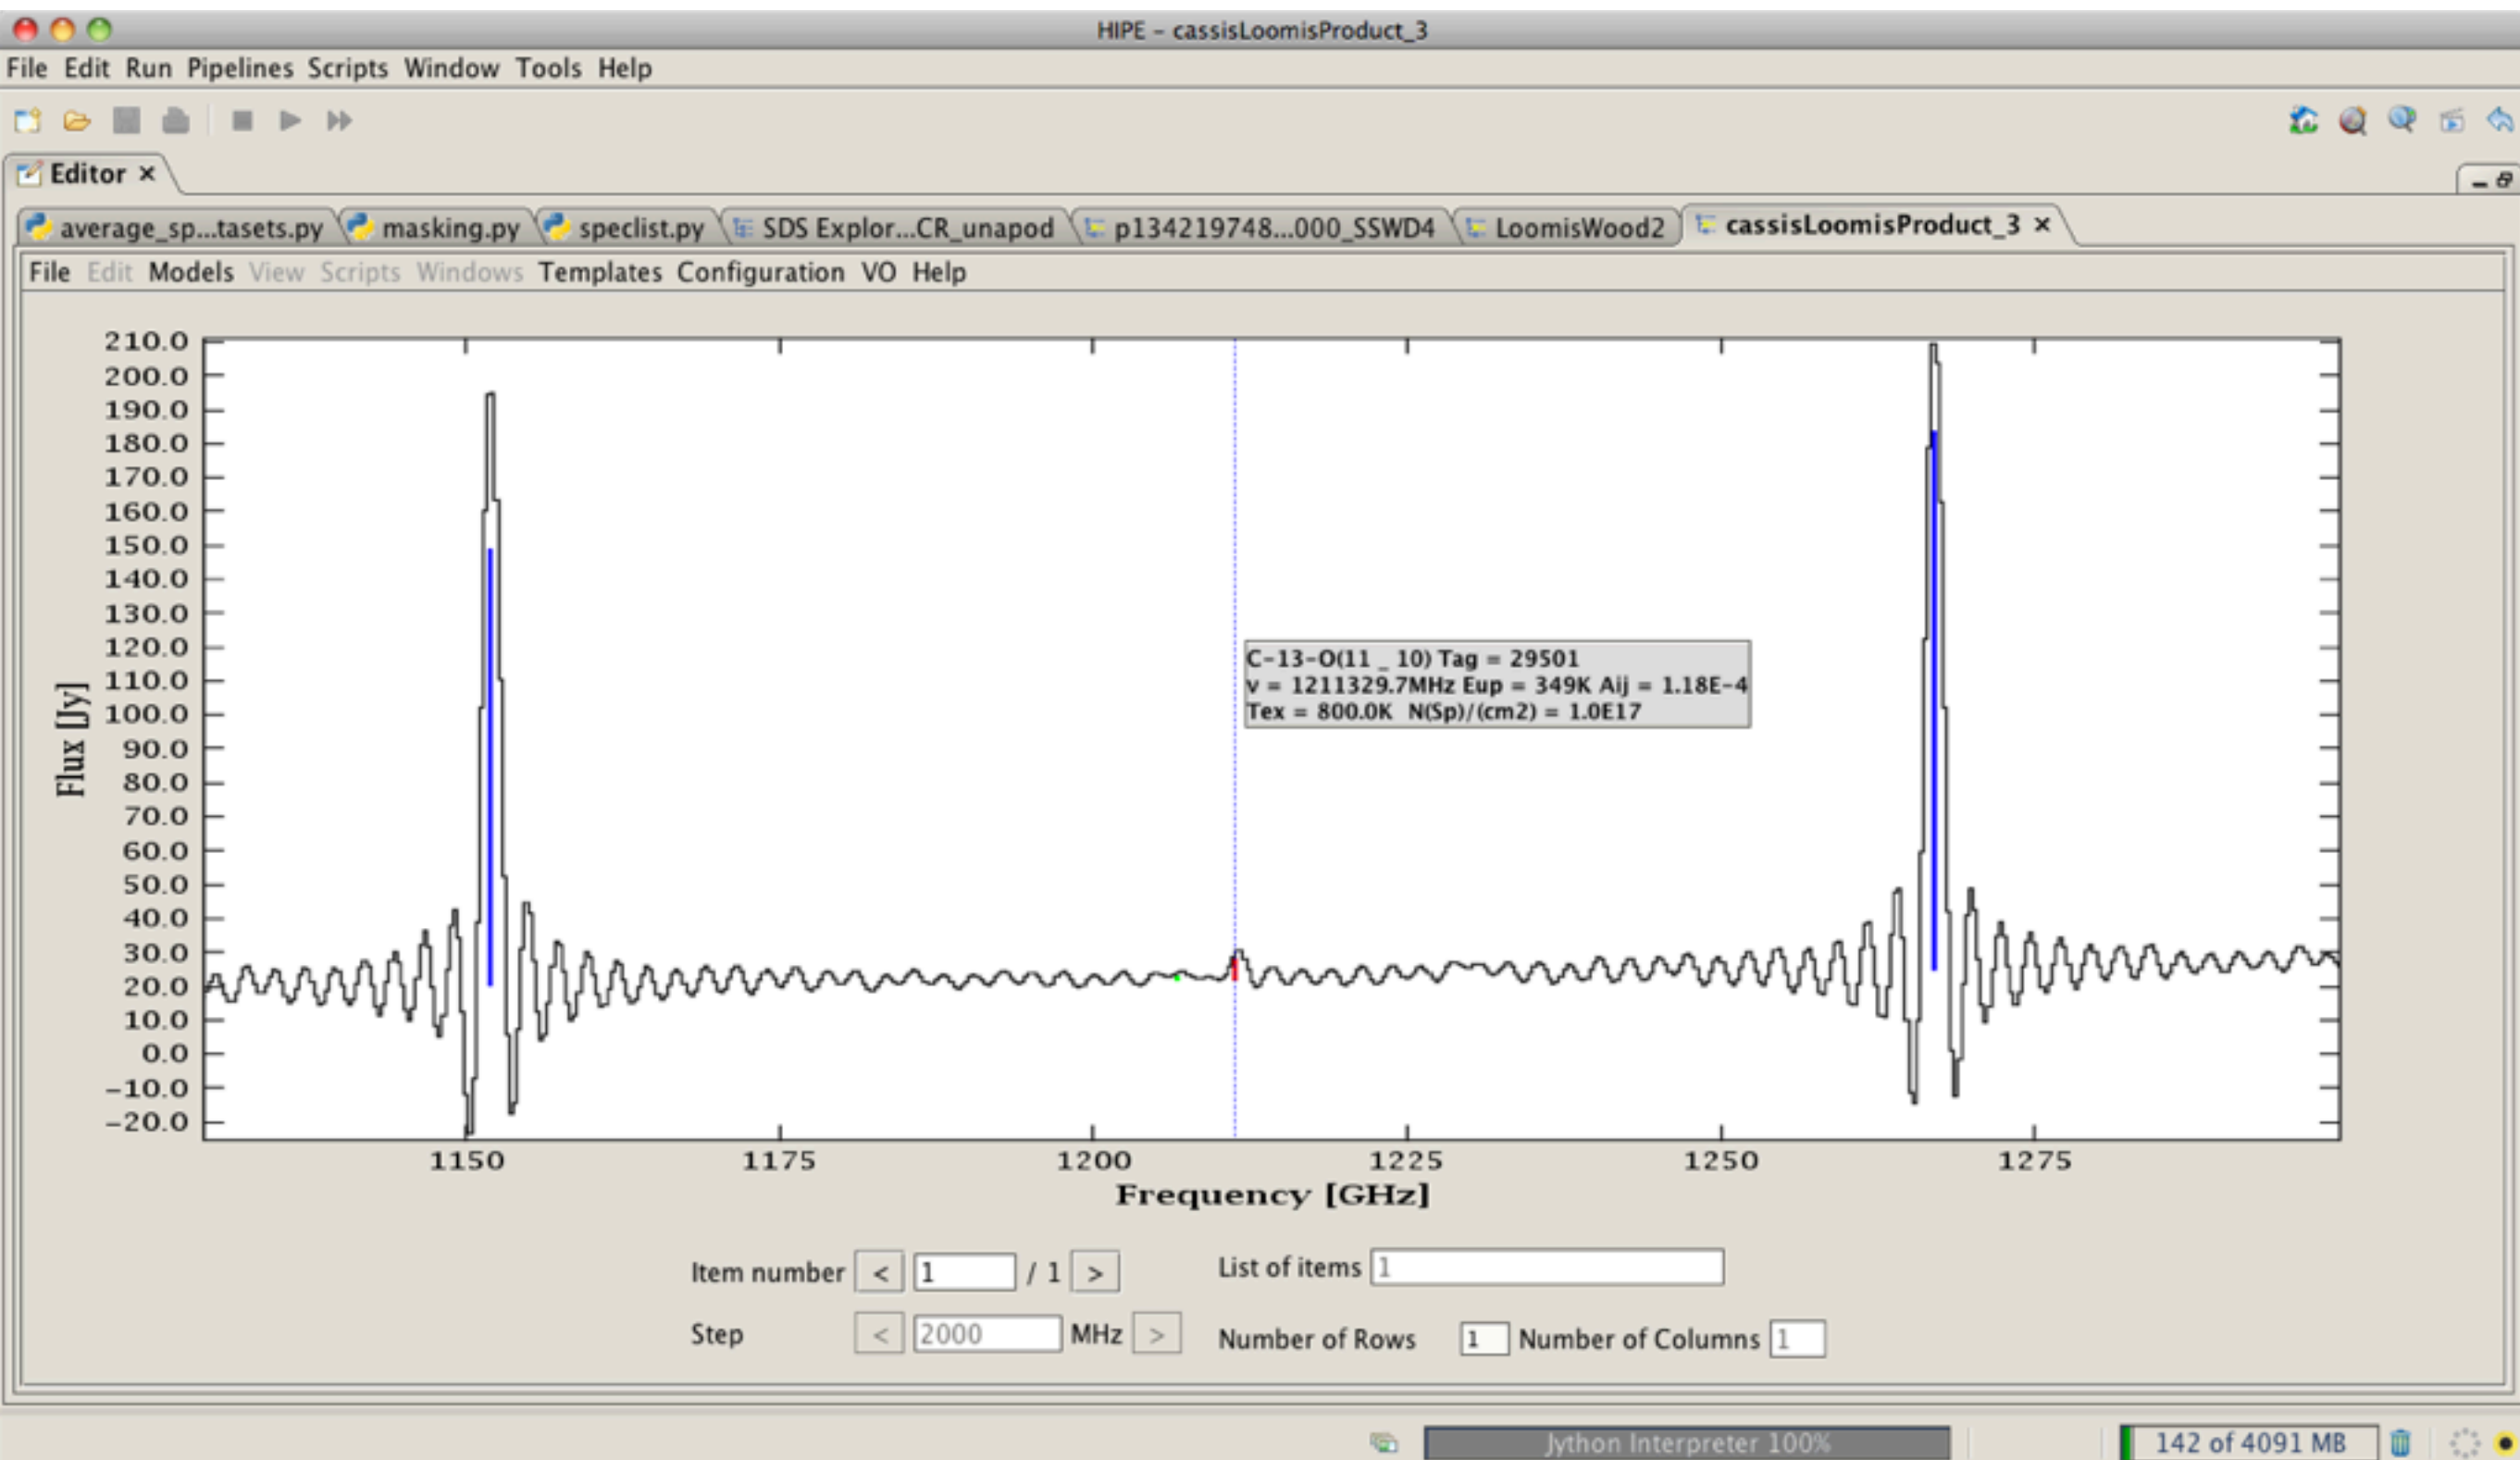 HIPE - cassisLoomisProduct_3
File Edit Run Pipelines Scripts Window Tools Help
Editor ×
average_sp...tasets.py masking.py speclist.py SDS Explor...CR_unapod p134219748...000_SSWD4 LoomisWood2 cassisLoomisProduct_3 ×
File Edit Models View Scripts Windows Templates Configuration VO Help
210.0
200.0
190.0
180.0
170.0
160.0
150.0
140.0
130.0
120.0
110.0
100.0
90.0
80.0
70.0
60.0
50.0
40.0
30.0
20.0
10.0
0.0
-10.0
-20.0
Flux [Jy]
C-13-O(11 _ 10) Tag = 29501
ν = 1211329.7MHz Eup = 349K Aij = 1.18E-4
Tex = 800.0K N(Sp)/(cm2) = 1.0E17
1150 1175 1200 1225 1250 1275
Frequency [GHz]
Item number < 1 / 1 > List of items 1
Step < 2000 MHz > Number of Rows 1 Number of Columns 1
Jython Interpreter 100% 142 of 4091 MB